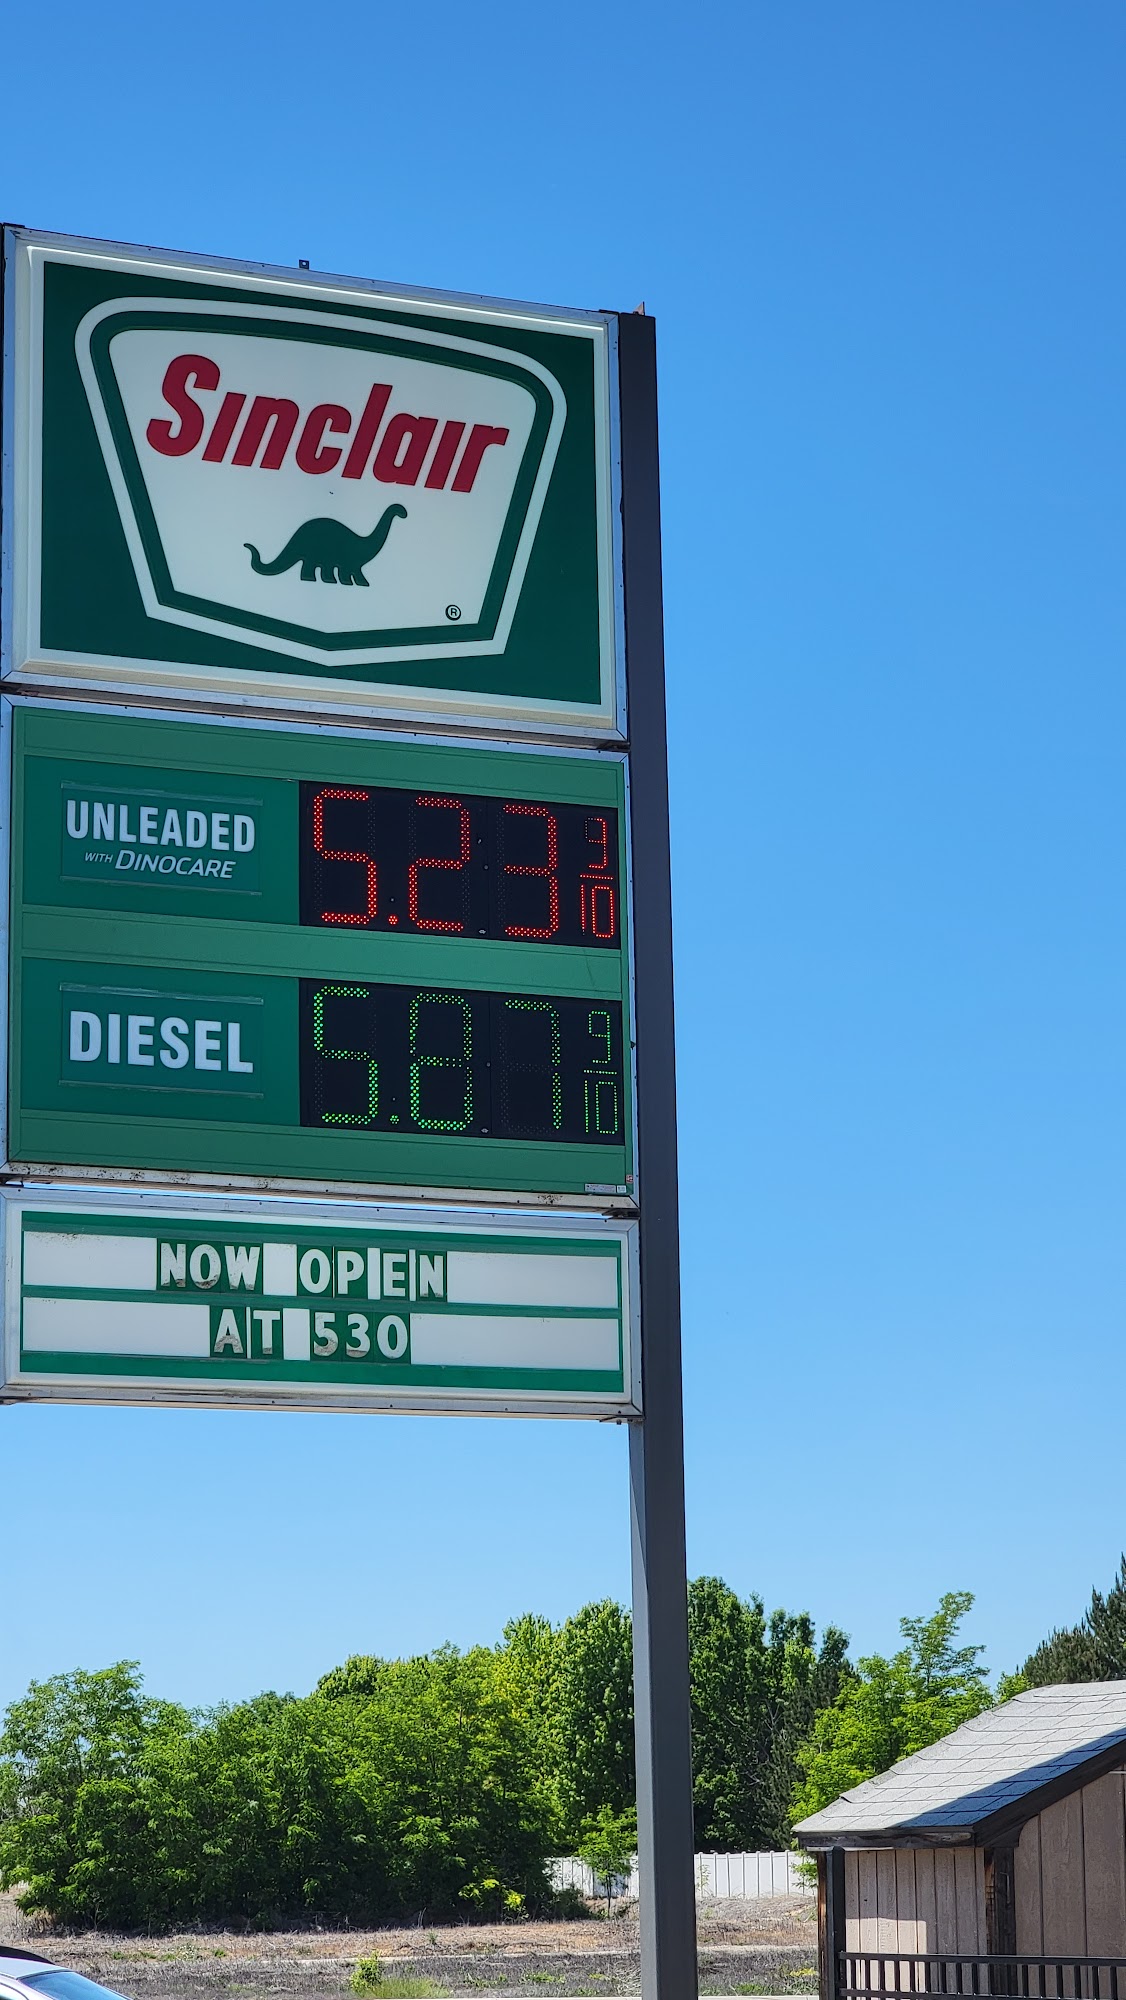 Sinclair
®
UNLEADED 5.23 9/10
WITH DINOCARE
DIESEL 5.87 9/10
NOW OPEN
AT 530